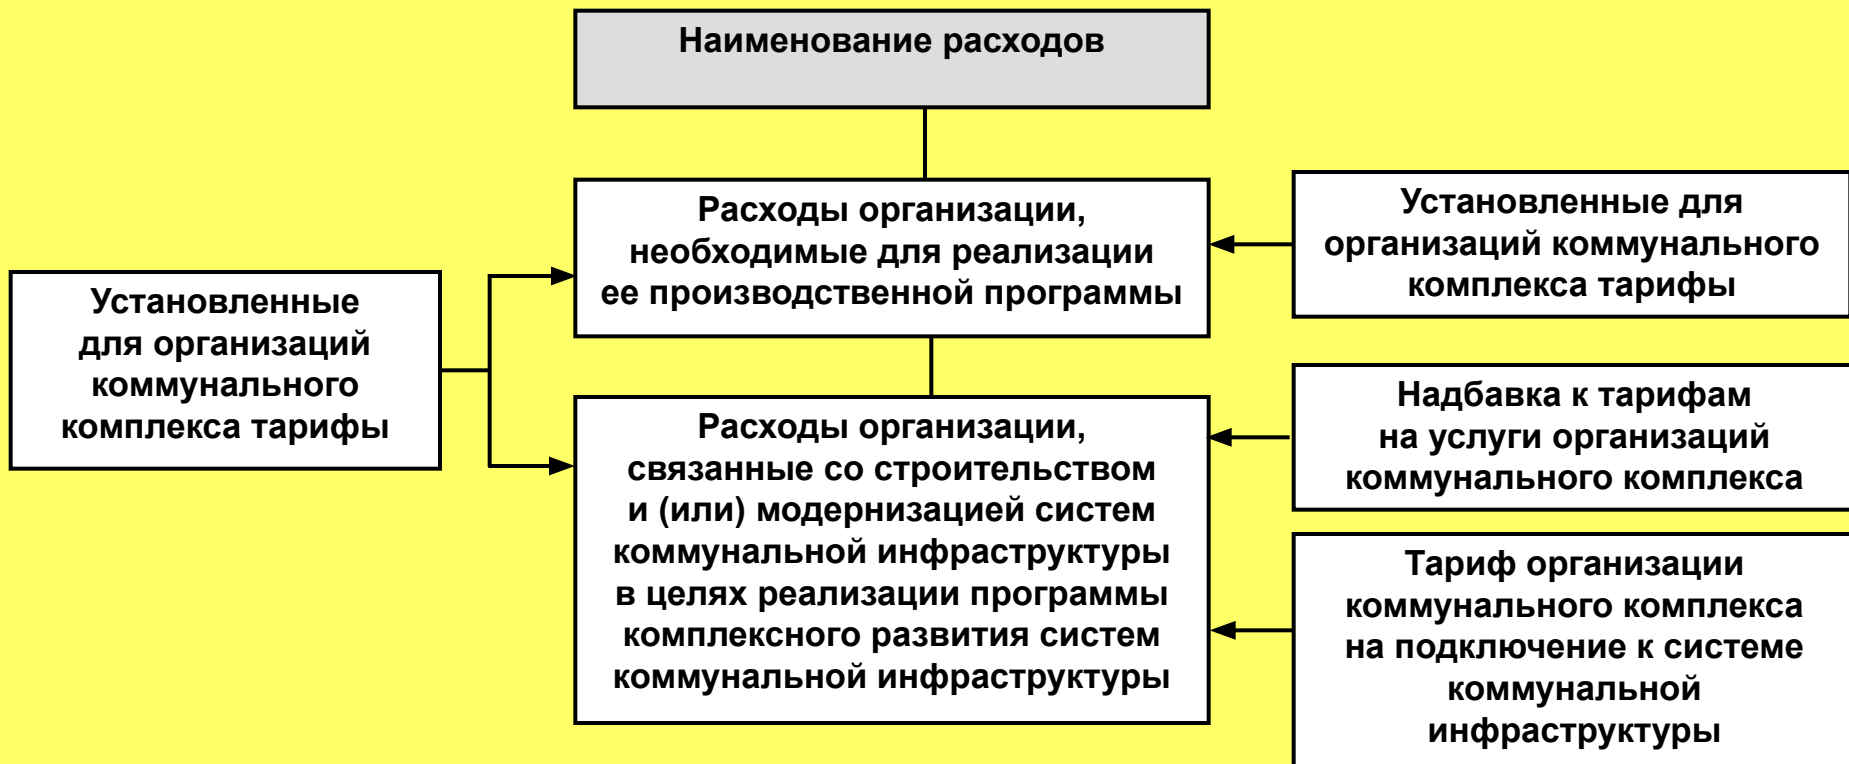 Наименование расходов
Установленные
для организаций
коммунального
комплекса тарифы
Расходы организации,
необходимые для реализации
ее производственной программы
Расходы организации,
связанные со строительством
и (или) модернизацией систем
коммунальной инфраструктуры
в целях реализации программы
комплексного развития систем
коммунальной инфраструктуры
Установленные для
организаций коммунального
комплекса тарифы
Надбавка к тарифам
на услуги организаций
коммунального комплекса
Тариф организации
коммунального комплекса
на подключение к системе
коммунальной
инфраструктуры